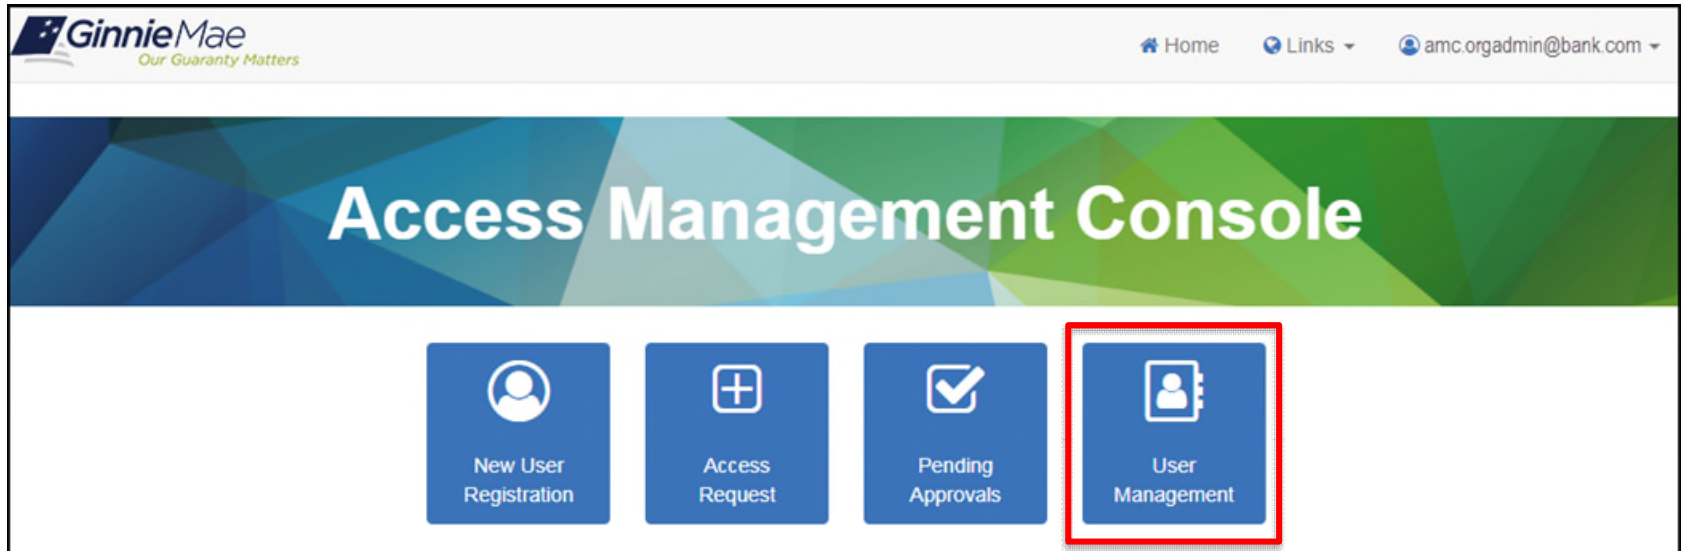 GinnieMae
Our Guaranty Matters
Home
Links
amc.orgadmin@bank.com
Access Management Console
New User
Registration
Access
Request
Pending
Approvals
User
Management